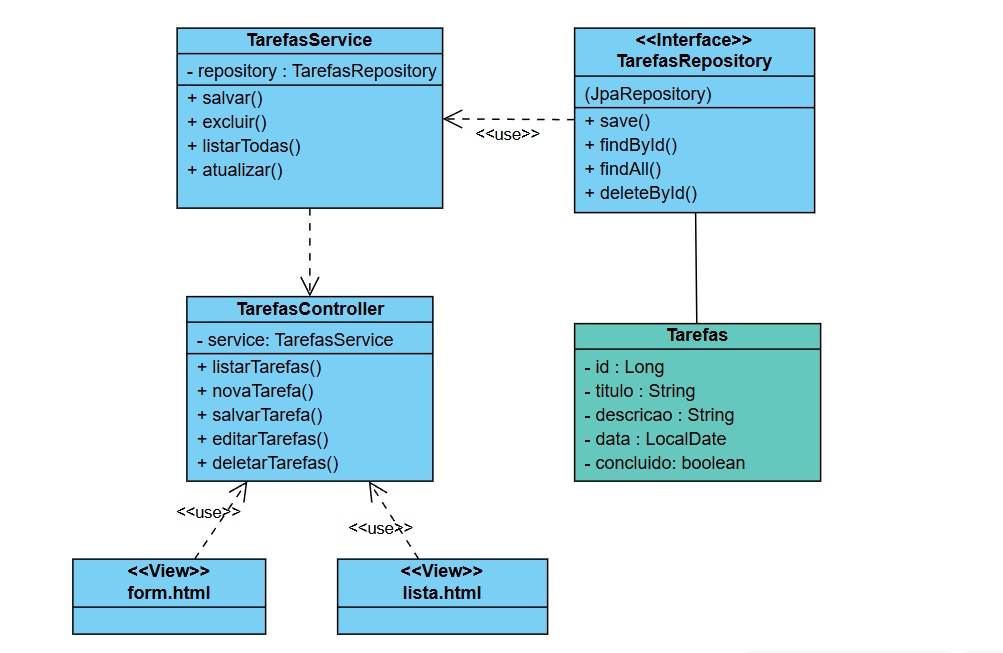 TarefasService
- repository : TarefasRepository
+ salvar()
+ excluir()
+ listarTodas()
+ atualizar()
<<Interface>>
TarefasRepository
(JpaRepository)
+ save()
+ findById()
+ findAll()
+ deleteById()
<<use>>
TarefasController
- service: TarefasService
+ listarTarefas()
+ novaTarefa()
+ salvarTarefa()
+ editarTarefas()
+ deletarTarefas()
Tarefas
- id : Long
- titulo : String
- descricao : String
- data : LocalDate
- concluido: boolean
<<use>>
<<use>>
<<View>>
form.html
<<View>>
lista.html